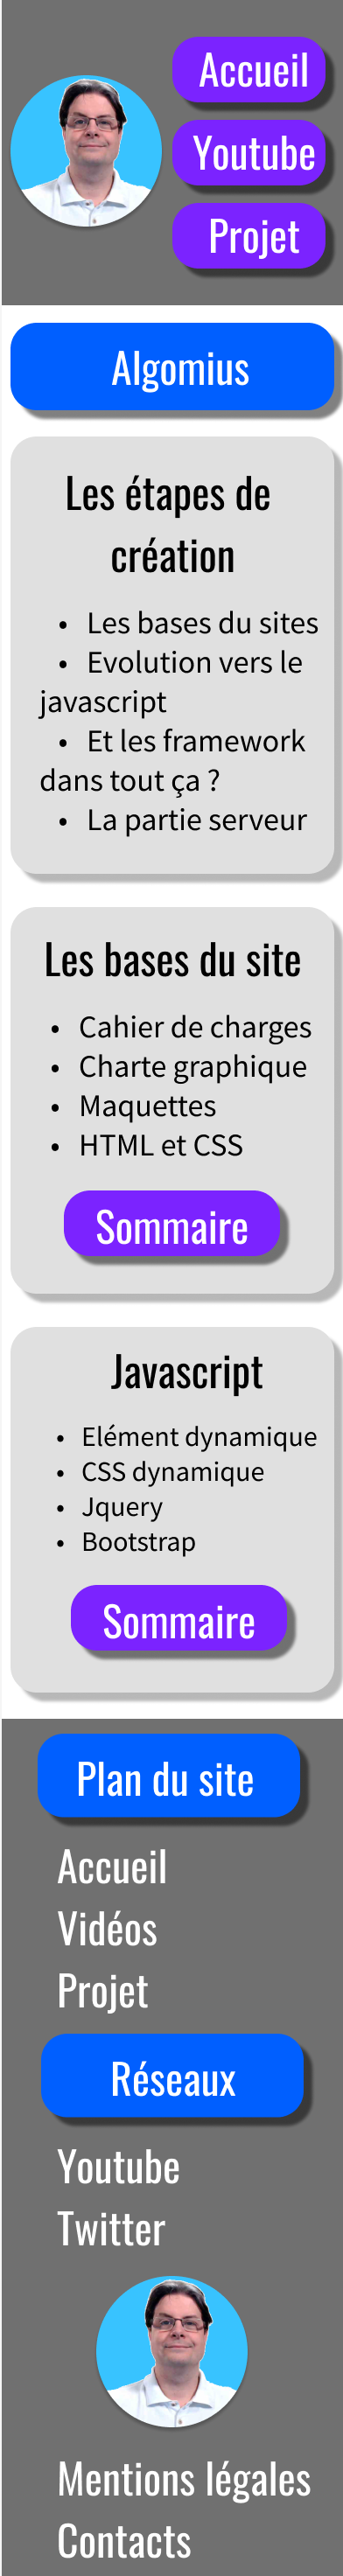 Accueil
Youtube
Projet
Algomius
Les étapes de
création
• Les bases du sites
• Evolution vers le
javascript
• Et les framework
dans tout ça ?
• La partie serveur
Les bases du site
• Cahier de charges
• Charte graphique
• Maquettes
• HTML et CSS
Sommaire
Javascript
• Elément dynamique
• CSS dynamique
• Jquery
• Bootstrap
Sommaire
Plan du site
Accueil
Vidéos
Projet
Réseaux
Youtube
Twitter
Mentions légales
Contacts